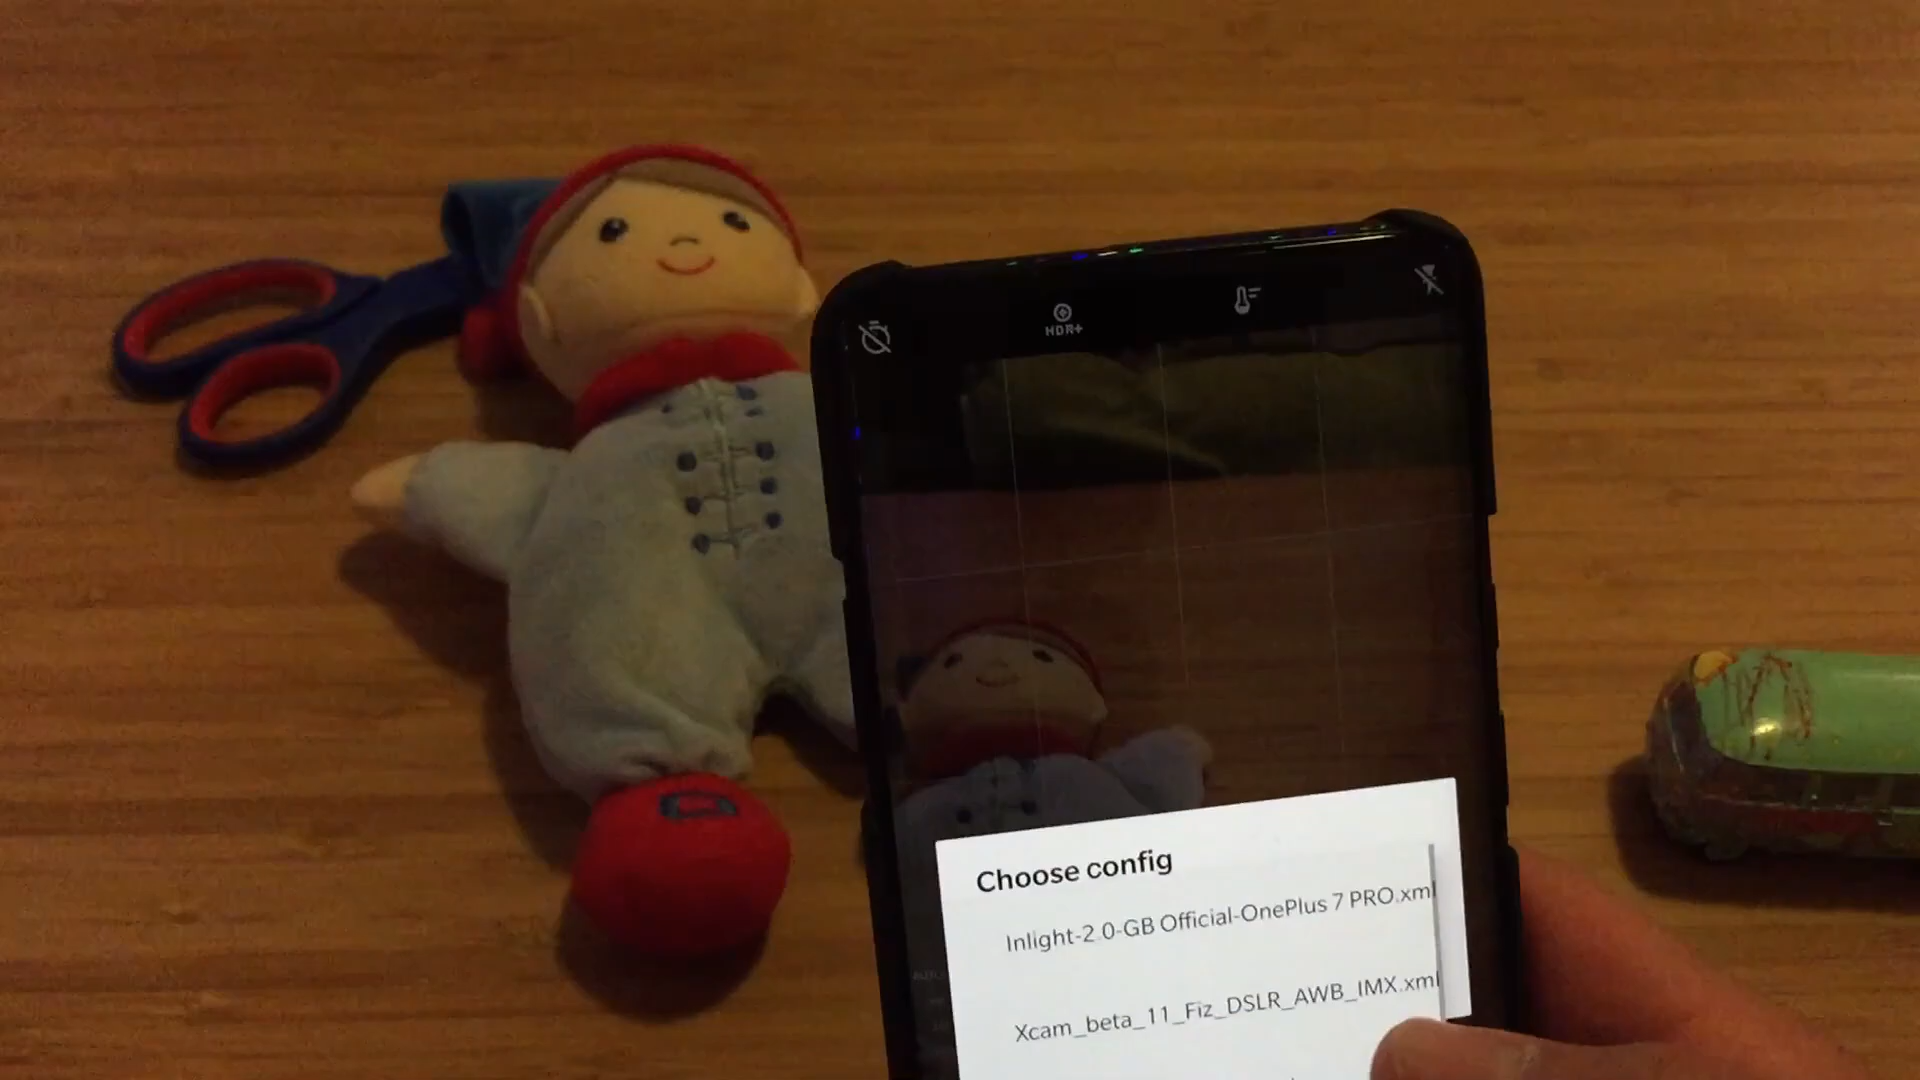 HDR+
Choose config
Inlight-2.0-GB Official-OnePlus 7 PRO.xml
Xcam_beta_11_Fiz_DSLR_AWB_IMX.xml